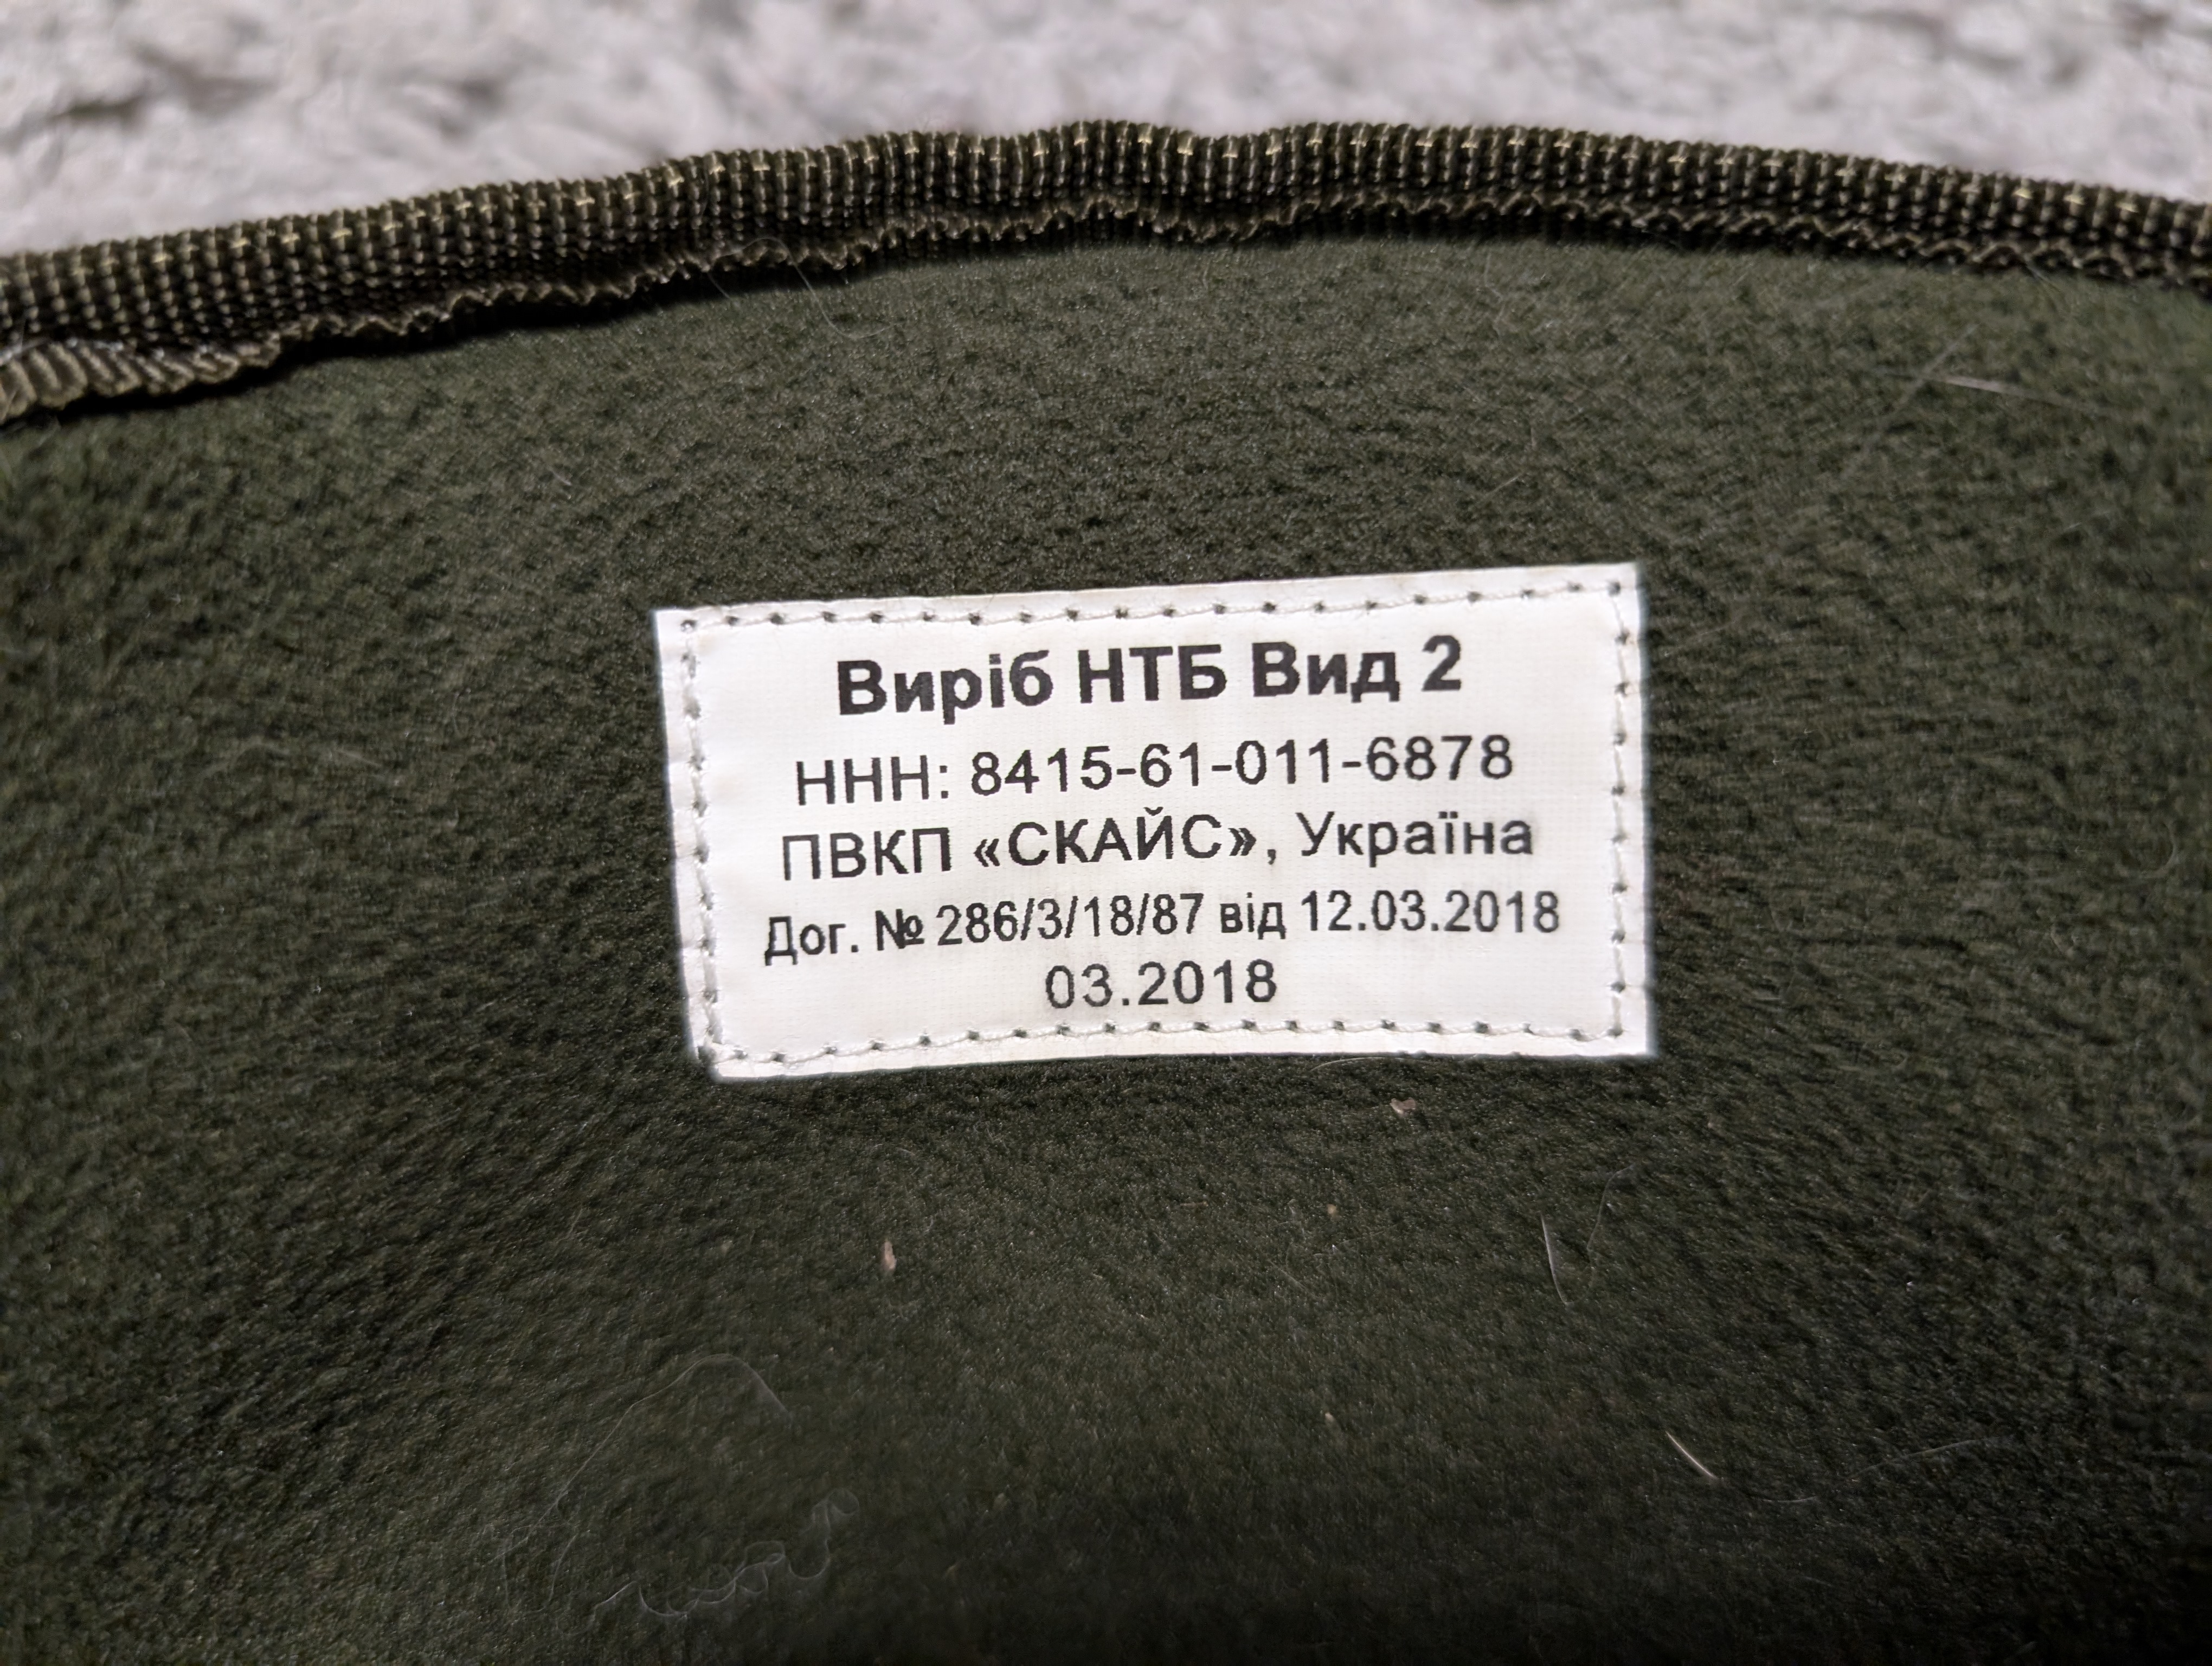 Виріб НТБ Вид 2
ННН: 8415-61-011-6878
ПВКП «СКАЙС», Україна
Дог. № 286/3/18/87 від 12.03.2018
03.2018